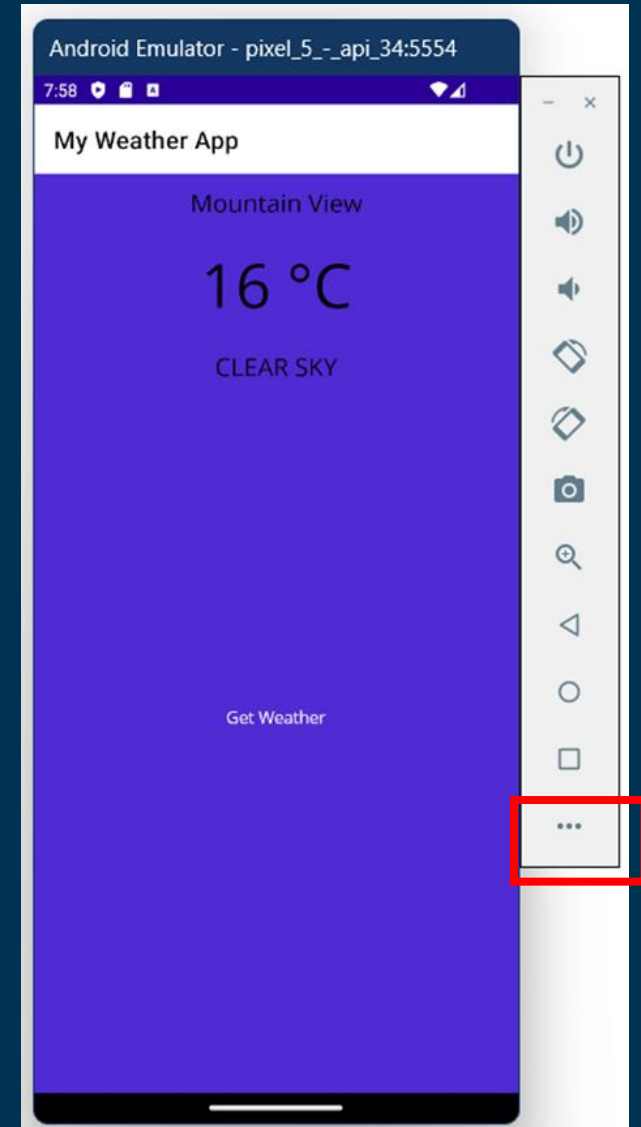 Android Emulator - pixel_5_-_api_34:5554
7:58
My Weather App
Mountain View
16 °C
CLEAR SKY
Get Weather